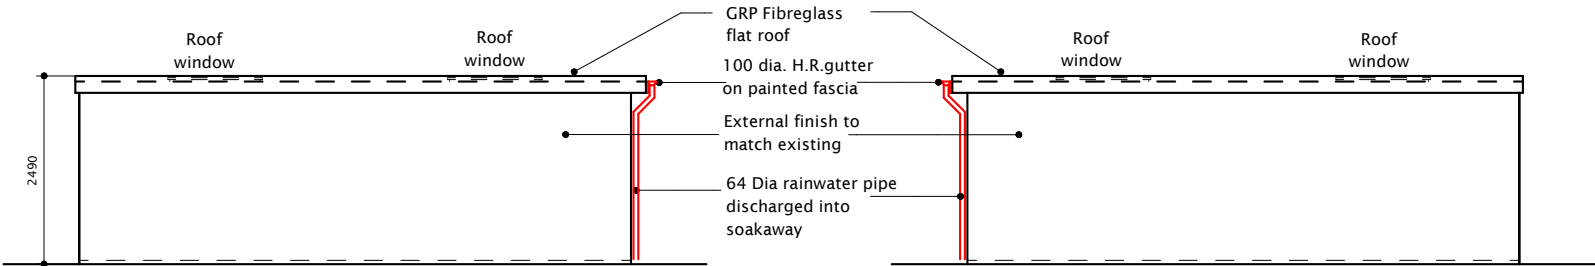 GRP Fibreglass
flat roof
Roof
window
Roof
window
Roof
window
Roof
window
100 dia. H.R.gutter
on painted fascia
External finish to
match existing
2490
64 Dia rainwater pipe
discharged into
soakaway